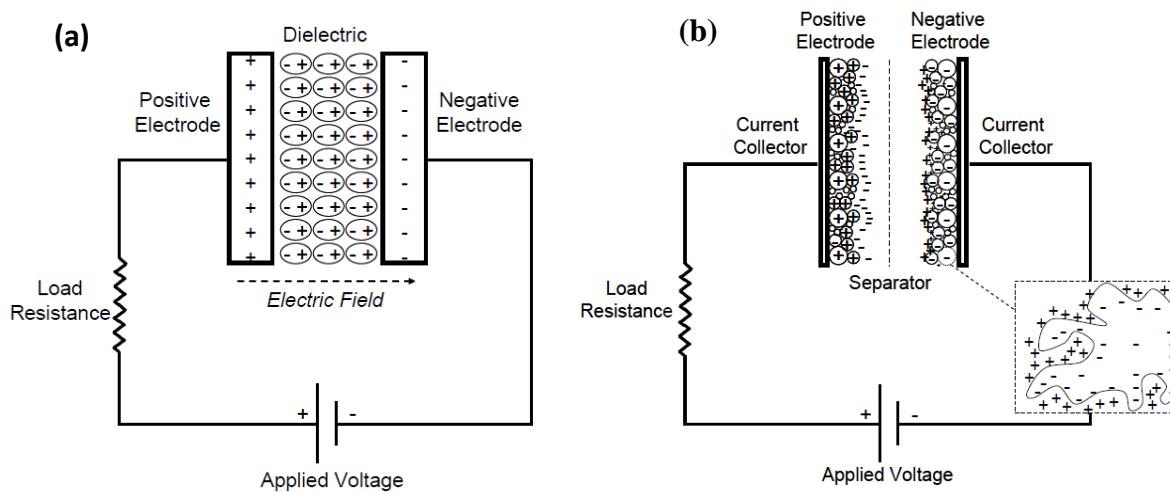 (a)
Dielectric
Positive
Electrode
Negative
Electrode
Electric Field
Load
Resistance
+ -
Applied Voltage
(b)
Positive
Electrode
Negative
Electrode
Current
Collector
Current
Collector
Separator
Load
Resistance
+ -
Applied Voltage